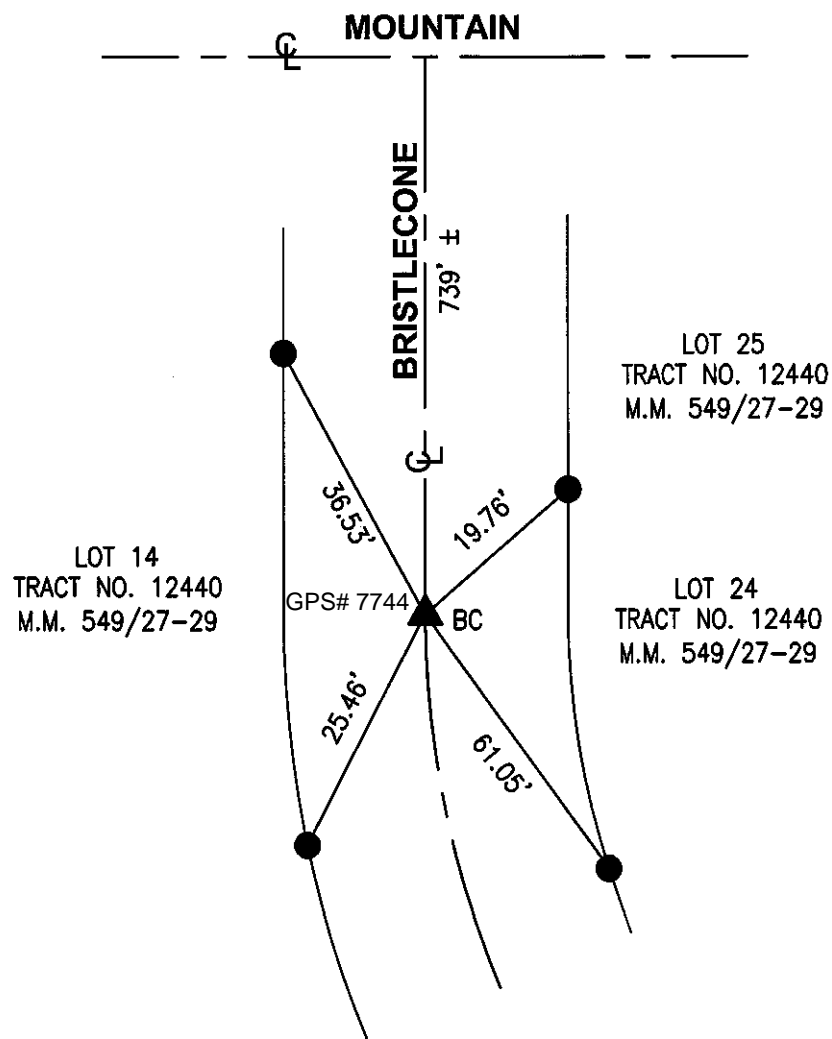 MOUNTAIN
℄
BRISTLECONE
739' ±
℄
LOT 25
TRACT NO. 12440
M.M. 549/27-29
36.53'
19.76'
LOT 14
TRACT NO. 12440
M.M. 549/27-29
GPS# 7744
BC
LOT 24
TRACT NO. 12440
M.M. 549/27-29
25.46'
61.05'